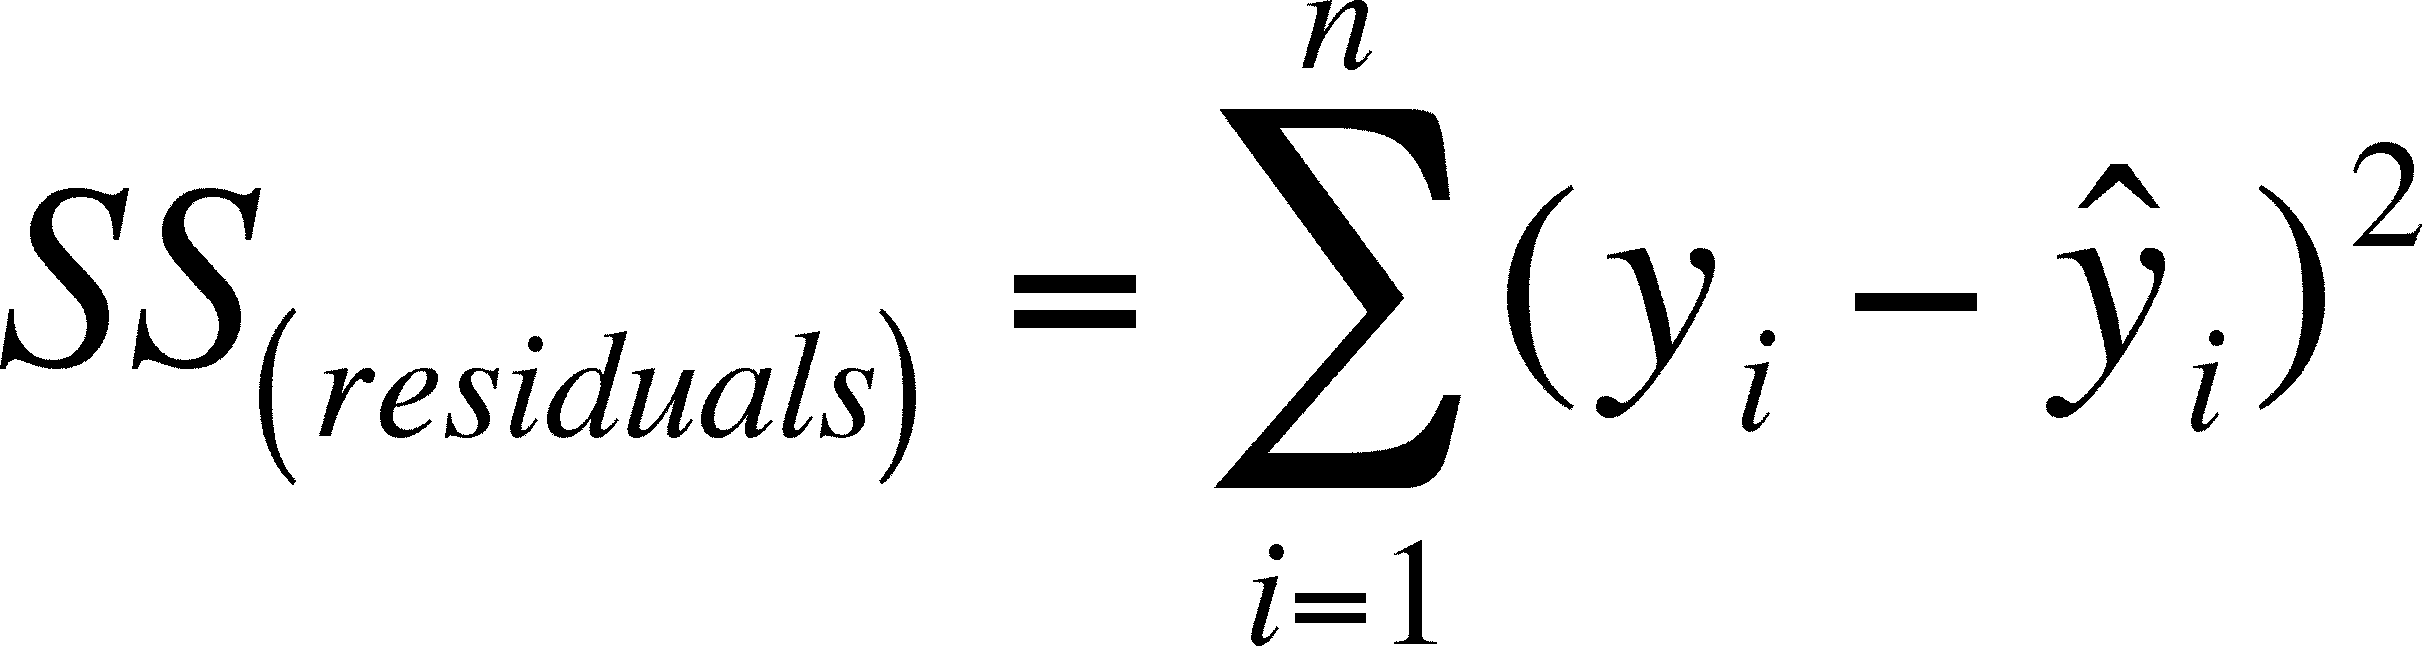 SS_(residuals) = ∑_{i=1}^{n} (y_i − ŷ_i)^2